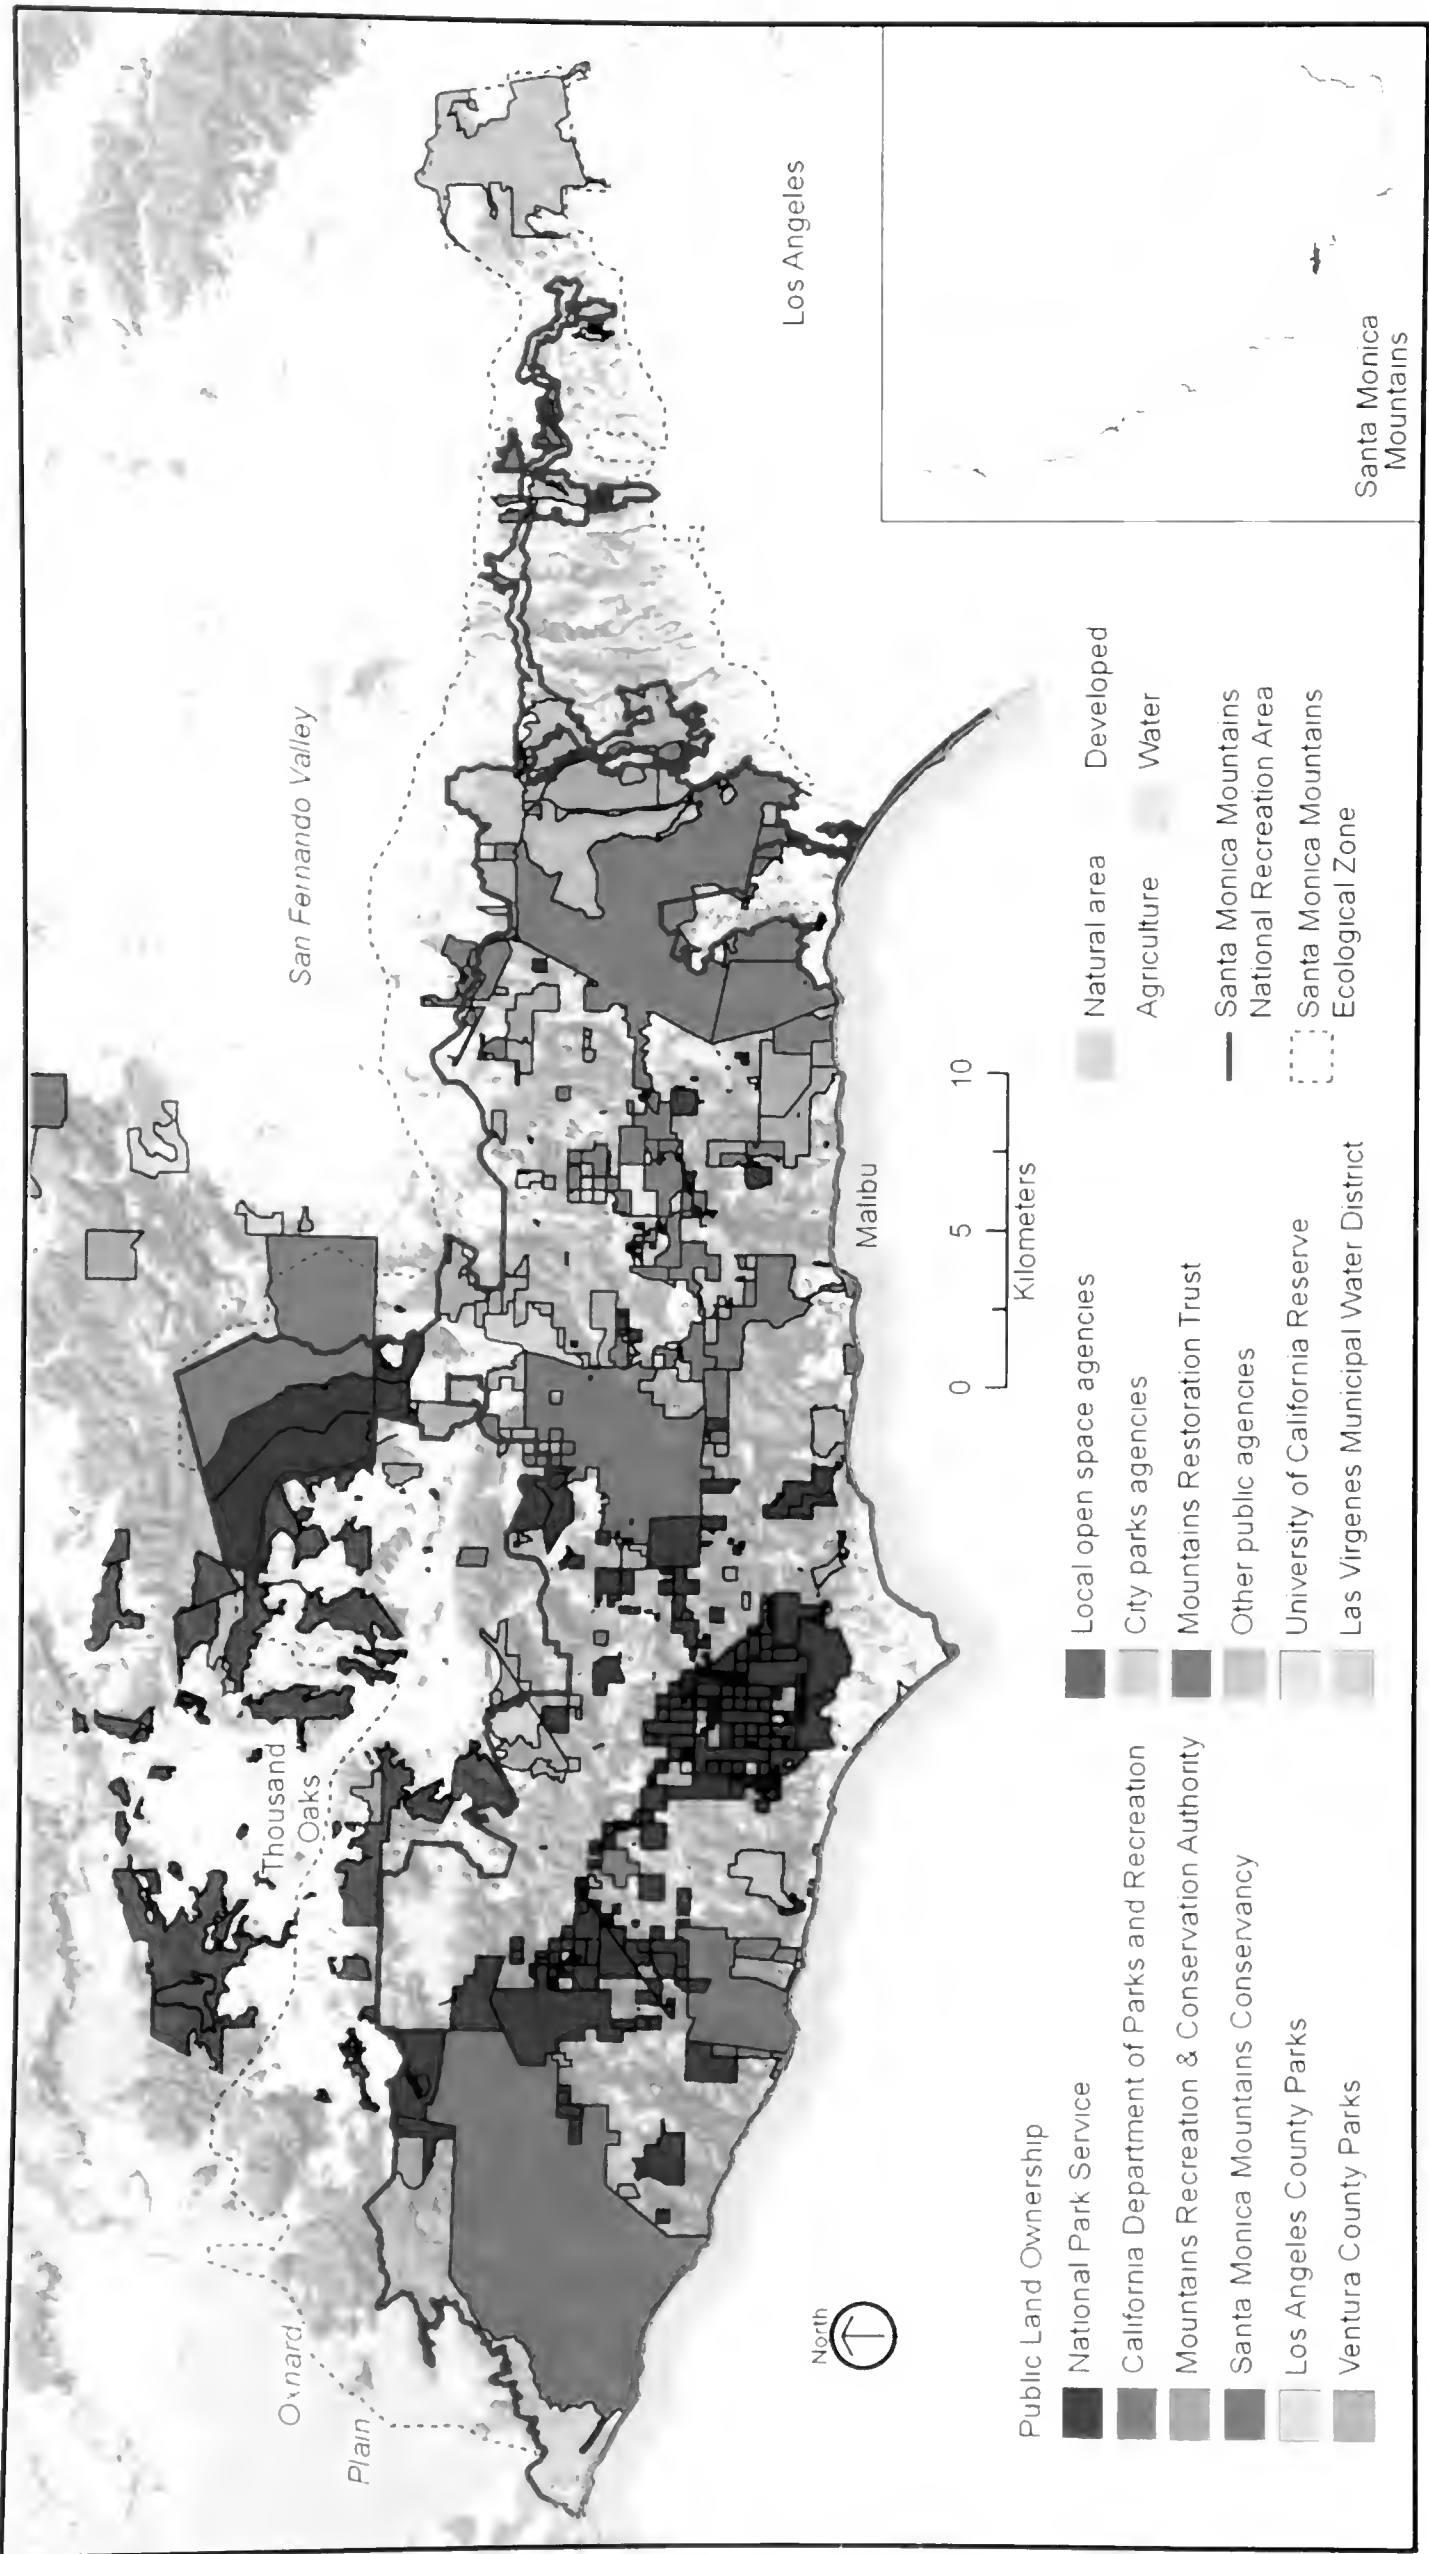 Oxnard
Plain
Thousand
Oaks
San Fernando Valley
Los Angeles
Malibu
North
0 5 10
Kilometers
Santa Monica
Mountains
Public Land Ownership
National Park Service
California Department of Parks and Recreation
Mountains Recreation & Conservation Authority
Santa Monica Mountains Conservancy
Los Angeles County Parks
Ventura County Parks
Local open space agencies
City parks agencies
Mountains Restoration Trust
Other public agencies
University of California Reserve
Las Virgenes Municipal Water District
Natural area
Agriculture
Developed
Water
Santa Monica Mountains
National Recreation Area
Santa Monica Mountains
Ecological Zone